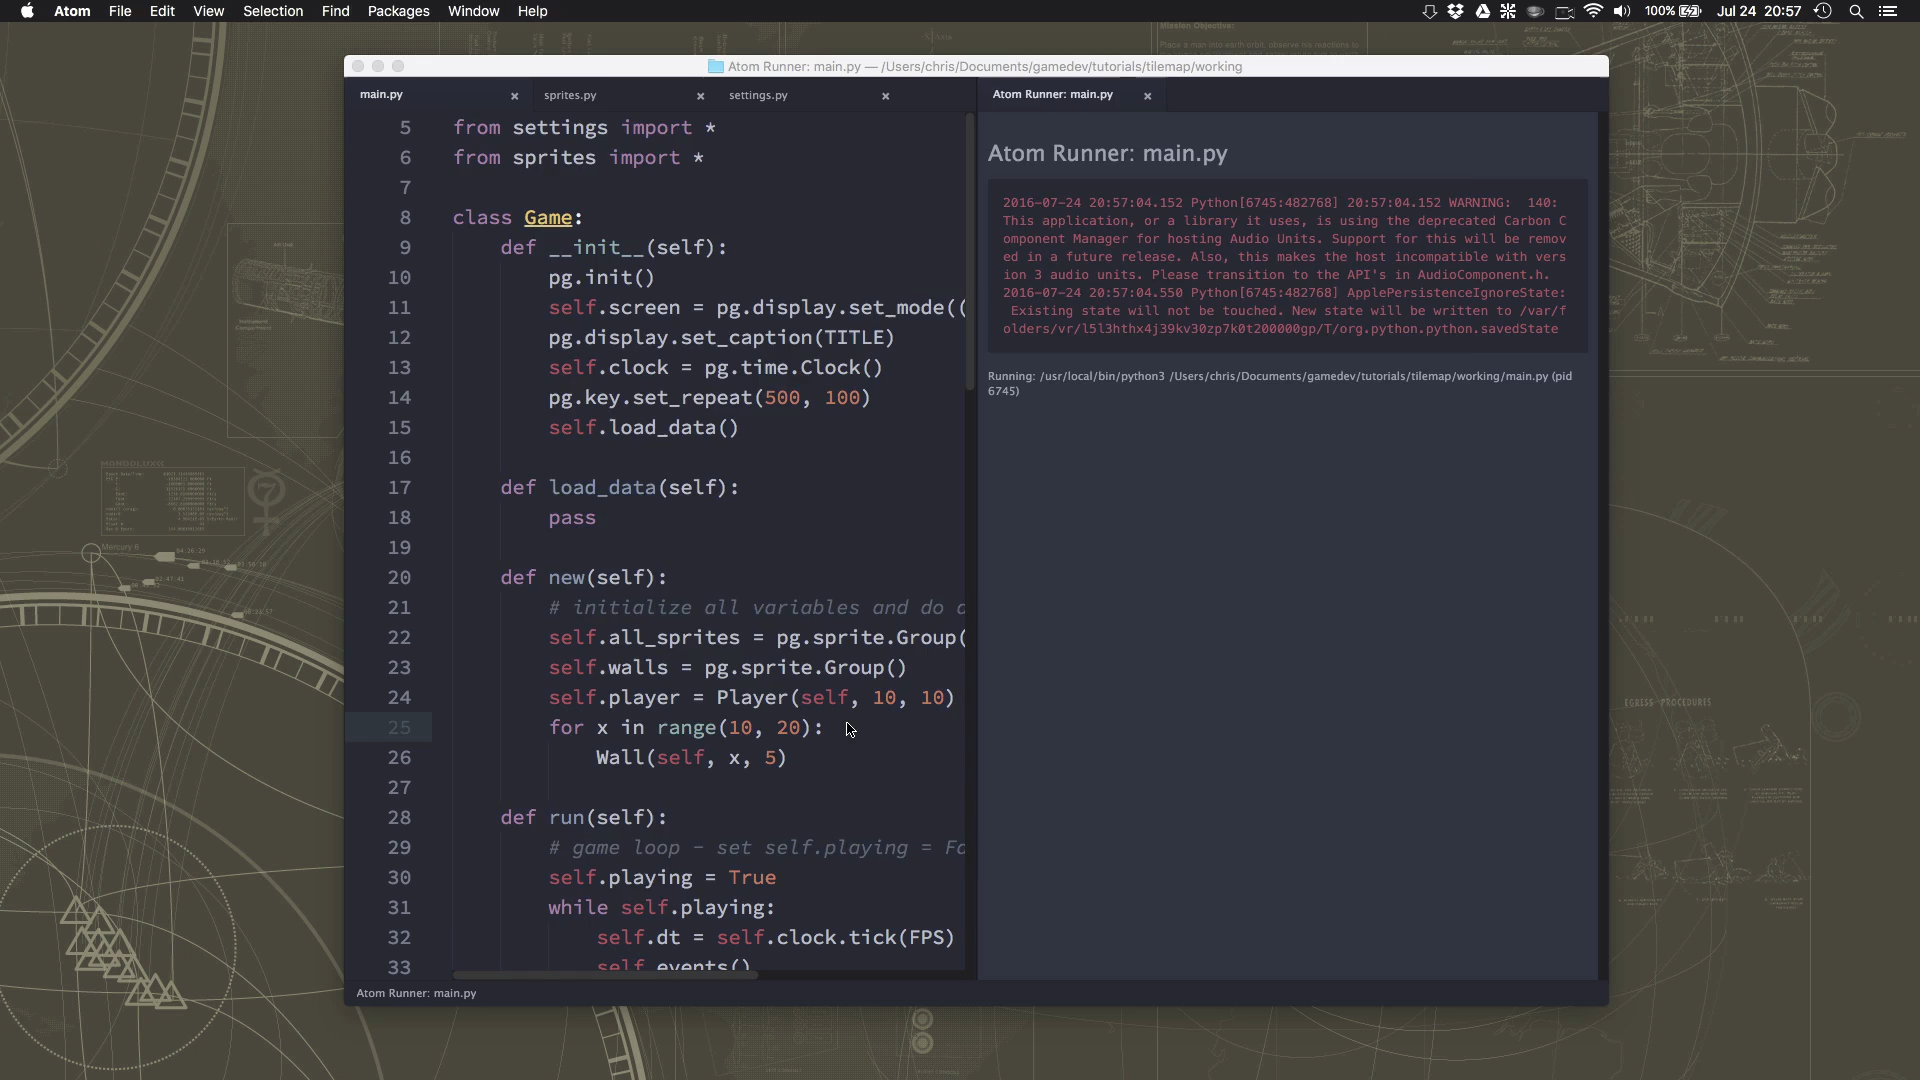 Atom File Edit View Selection Find Packages Window Help
100% Jul 24 20:57
Atom Runner: main.py — /Users/chris/Documents/gamedev/tutorials/tilemap/working
main.py sprites.py settings.py
Atom Runner: main.py
5 from settings import *
6 from sprites import *
7
8 class Game:
9 def __init__(self):
10 pg.init()
11 self.screen = pg.display.set_mode((
12 pg.display.set_caption(TITLE)
13 self.clock = pg.time.Clock()
14 pg.key.set_repeat(500, 100)
15 self.load_data()
16
17 def load_data(self):
18 pass
19
20 def new(self):
21 # initialize all variables and do
22 self.all_sprites = pg.sprite.Group(
23 self.walls = pg.sprite.Group()
24 self.player = Player(self, 10, 10)
25 for x in range(10, 20):
26 Wall(self, x, 5)
27
28 def run(self):
29 # game loop - set self.playing =
30 self.playing = True
31 while self.playing:
32 self.dt = self.clock.tick(FPS)
33 self.events()
Atom Runner: main.py
2016-07-24 20:57:04.152 Python[6745:482768] 20:57:04.152 WARNING: 140:
This application, or a library it uses, is using the deprecated Carbon C
omponent Manager for hosting Audio Units. Support for this will be remov
ed in a future release. Also, this makes the host incompatible with vers
ion 3 audio units. Please transition to the API's in AudioComponent.h.
2016-07-24 20:57:04.550 Python[6745:482768] ApplePersistenceIgnoreState:
Existing state will not be touched. New state will be written to /var/f
olders/vr/l5l3hthx4j39kv30zp7k0t200000gp/T/org.python.python.savedState
Running: /usr/local/bin/python3 /Users/chris/Documents/gamedev/tutorials/tilemap/working/main.py (pid
6745)
Atom Runner: main.py
Mission Objective:
Mercury 6
EGRESS PROCEDURES